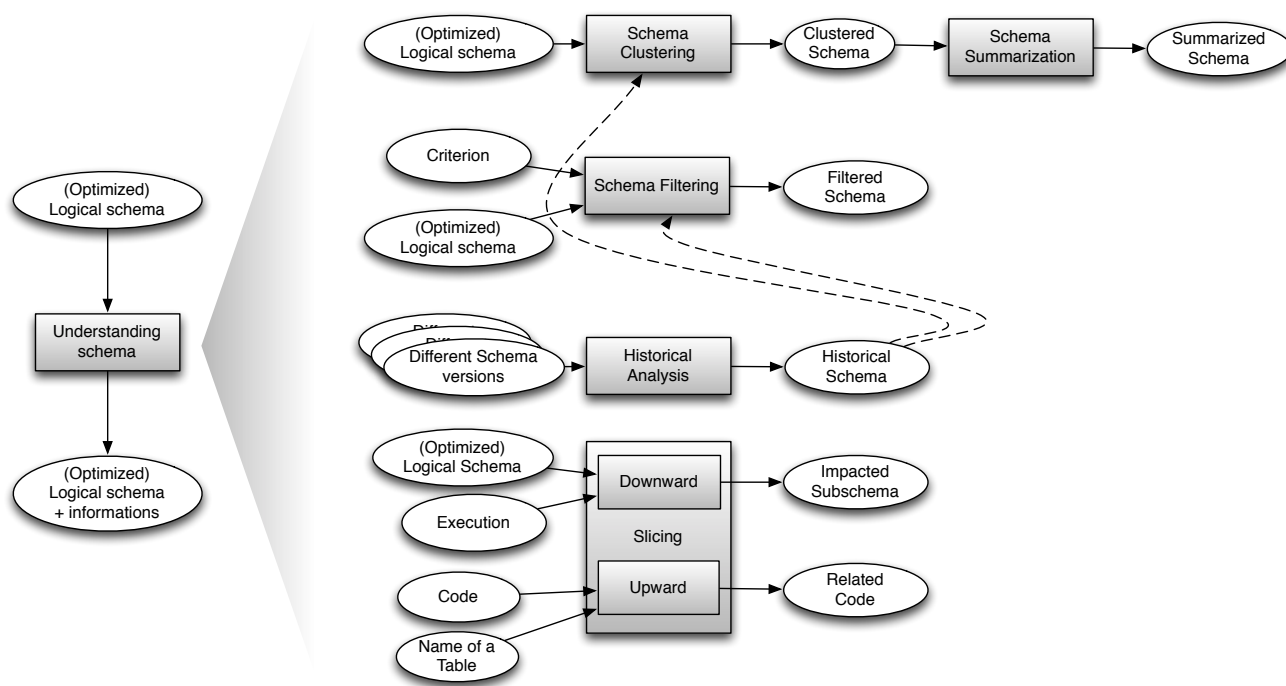 (Optimized)
Logical schema
Schema
Clustering
Clustered
Schema
Schema
Summarization
Summarized
Schema
Criterion
Schema Filtering
Filtered
Schema
(Optimized)
Logical schema
(Optimized)
Logical schema
Understanding
schema
(Optimized)
Logical schema
+ informations
Different Schema
versions
Historical
Analysis
Historical
Schema
(Optimized)
Logical Schema
Execution
Downward
Slicing
Upward
Impacted
Subschema
Code
Name of a
Table
Related
Code